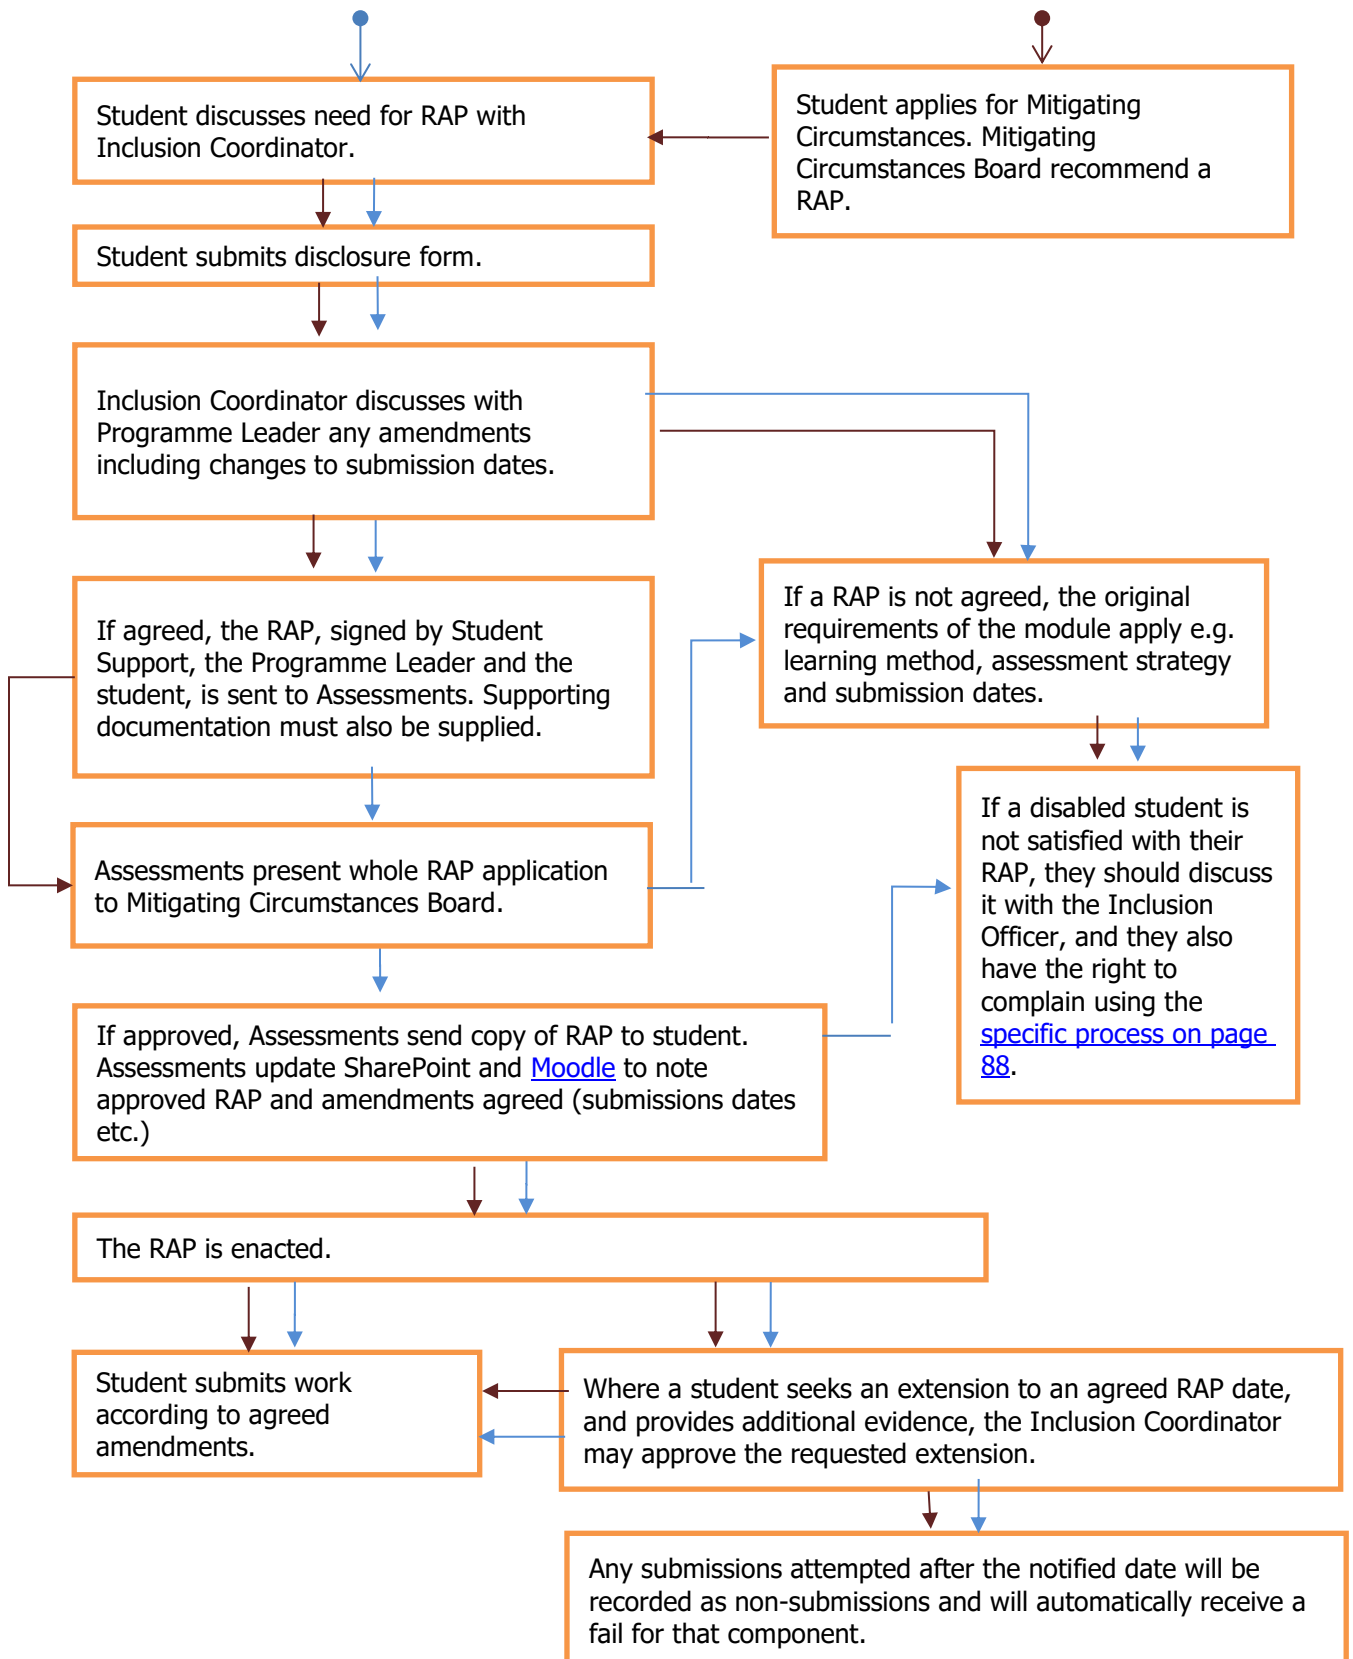 Student discusses need for RAP with
Inclusion Coordinator.
Student applies for Mitigating
Circumstances. Mitigating
Circumstances Board recommend a
RAP.
Student submits disclosure form.
Inclusion Coordinator discusses with
Programme Leader any amendments
including changes to submission dates.
If agreed, the RAP, signed by Student
Support, the Programme Leader and the
student, is sent to Assessments. Supporting
documentation must also be supplied.
If a RAP is not agreed, the original
requirements of the module apply e.g.
learning method, assessment strategy
and submission dates.
Assessments present whole RAP application
to Mitigating Circumstances Board.
If a disabled student is
not satisfied with their
RAP, they should discuss
it with the Inclusion
Officer, and they also
have the right to
complain using the
specific process on page
88.
If approved, Assessments send copy of RAP to student.
Assessments update SharePoint and Moodle to note
approved RAP and amendments agreed (submissions dates
etc.)
The RAP is enacted.
Student submits work
according to agreed
amendments.
Where a student seeks an extension to an agreed RAP date,
and provides additional evidence, the Inclusion Coordinator
may approve the requested extension.
Any submissions attempted after the notified date will be
recorded as non-submissions and will automatically receive a
fail for that component.